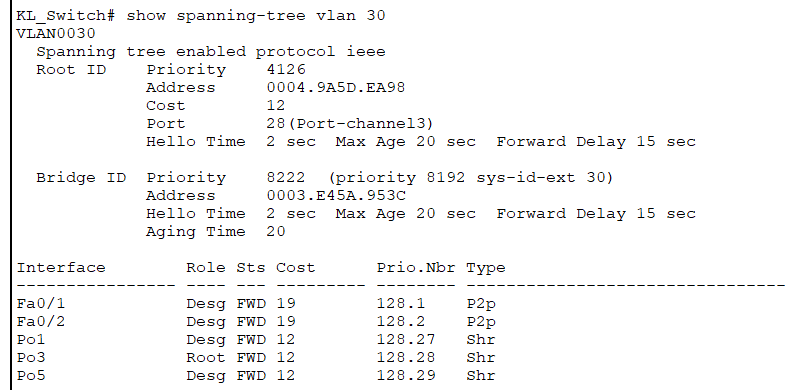 KL_Switch# show spanning-tree vlan 30
VLAN0030
  Spanning tree enabled protocol ieee
  Root ID    Priority    4126
             Address     0004.9A5D.EA98
             Cost        12
             Port        28(Port-channel3)
             Hello Time  2 sec  Max Age 20 sec  Forward Delay 15 sec

  Bridge ID  Priority    8222  (priority 8192 sys-id-ext 30)
             Address     0003.E45A.953C
             Hello Time  2 sec  Max Age 20 sec  Forward Delay 15 sec
             Aging Time  20

Interface        Role Sts Cost      Prio.Nbr Type
---------------- ---- --- --------- -------- --------------------------------
Fa0/1            Desg FWD 19        128.1    P2p
Fa0/2            Desg FWD 19        128.2    P2p
Po1              Desg FWD 12        128.27   Shr
Po3              Root FWD 12        128.28   Shr
Po5              Desg FWD 12        128.29   Shr